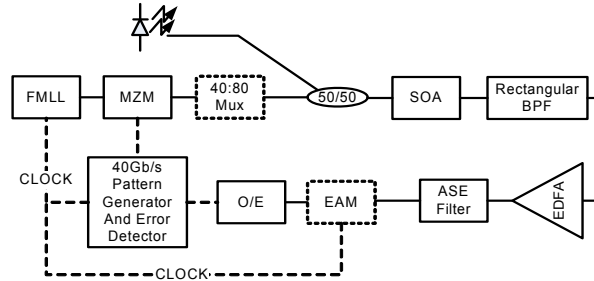 FMLL
MZM
40:80
Mux
50/50
SOA
Rectangular
BPF
CLOCK
40Gb/s
Pattern
Generator
And Error
Detector
O/E
EAM
ASE
Filter
EDFA
CLOCK